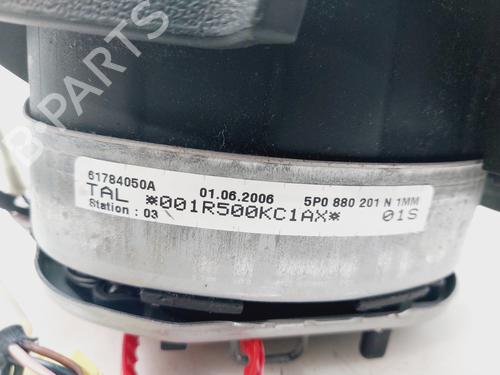 B-PARTS
61784050A 01.06.2006 5P0 880 201 N 1MM
TAL *001R500KC1AX* 01S
Station : 03